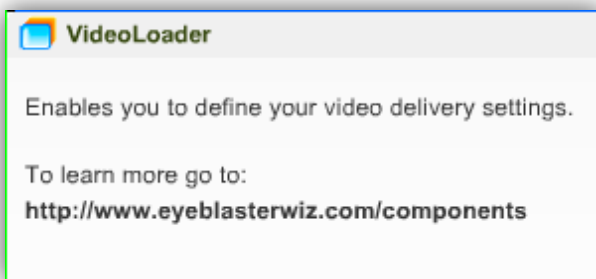 VideoLoader
Enables you to define your video delivery settings.
To learn more go to:
http://www.eyeblasterwiz.com/components